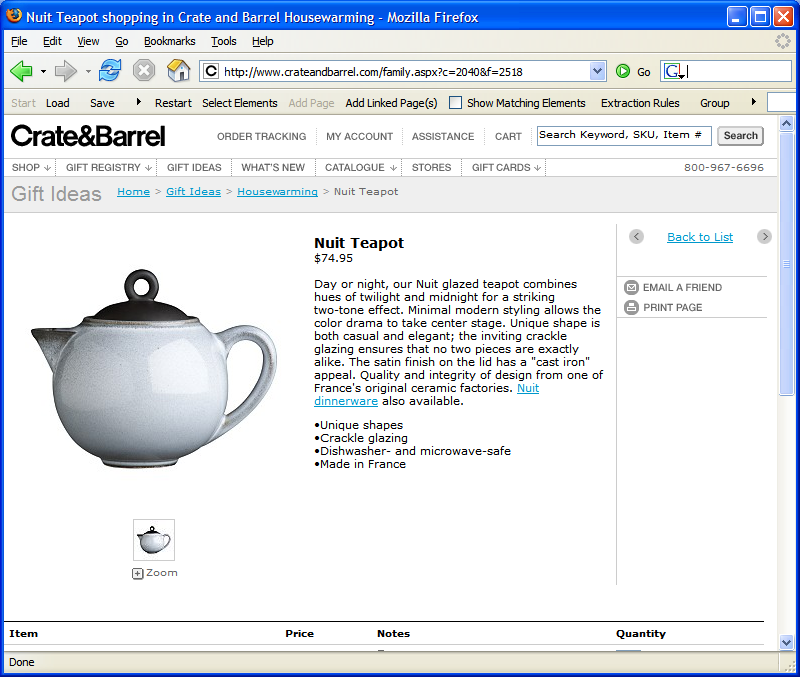 Nuit Teapot shopping in Crate and Barrel Housewarming - Mozilla Firefox
File Edit View Go Bookmarks Tools Help
C http://www.crateandbarrel.com/family.aspx?c=2040&f=2518 Go G
Start Load Save Restart Select Elements Add Page Add Linked Page(s) Show Matching Elements Extraction Rules Group
Crate&Barrel ORDER TRACKING MY ACCOUNT ASSISTANCE CART Search Keyword, SKU, Item # Search
SHOP GIFT REGISTRY GIFT IDEAS WHAT'S NEW CATALOGUE STORES GIFT CARDS 800-967-6696
Gift Ideas Home > Gift Ideas > Housewarming > Nuit Teapot
Nuit Teapot
$74.95
Day or night, our Nuit glazed teapot combines
hues of twilight and midnight for a striking
two-tone effect. Minimal modern styling allows the
color drama to take center stage. Unique shape is
both casual and elegant; the inviting crackle
glazing ensures that no two pieces are exactly
alike. The satin finish on the lid has a "cast iron"
appeal. Quality and integrity of design from one of
France's original ceramic factories. Nuit
dinnerware also available.
•Unique shapes
•Crackle glazing
•Dishwasher- and microwave-safe
•Made in France
Back to List
EMAIL A FRIEND
PRINT PAGE
Zoom
Item Price Notes Quantity
Done